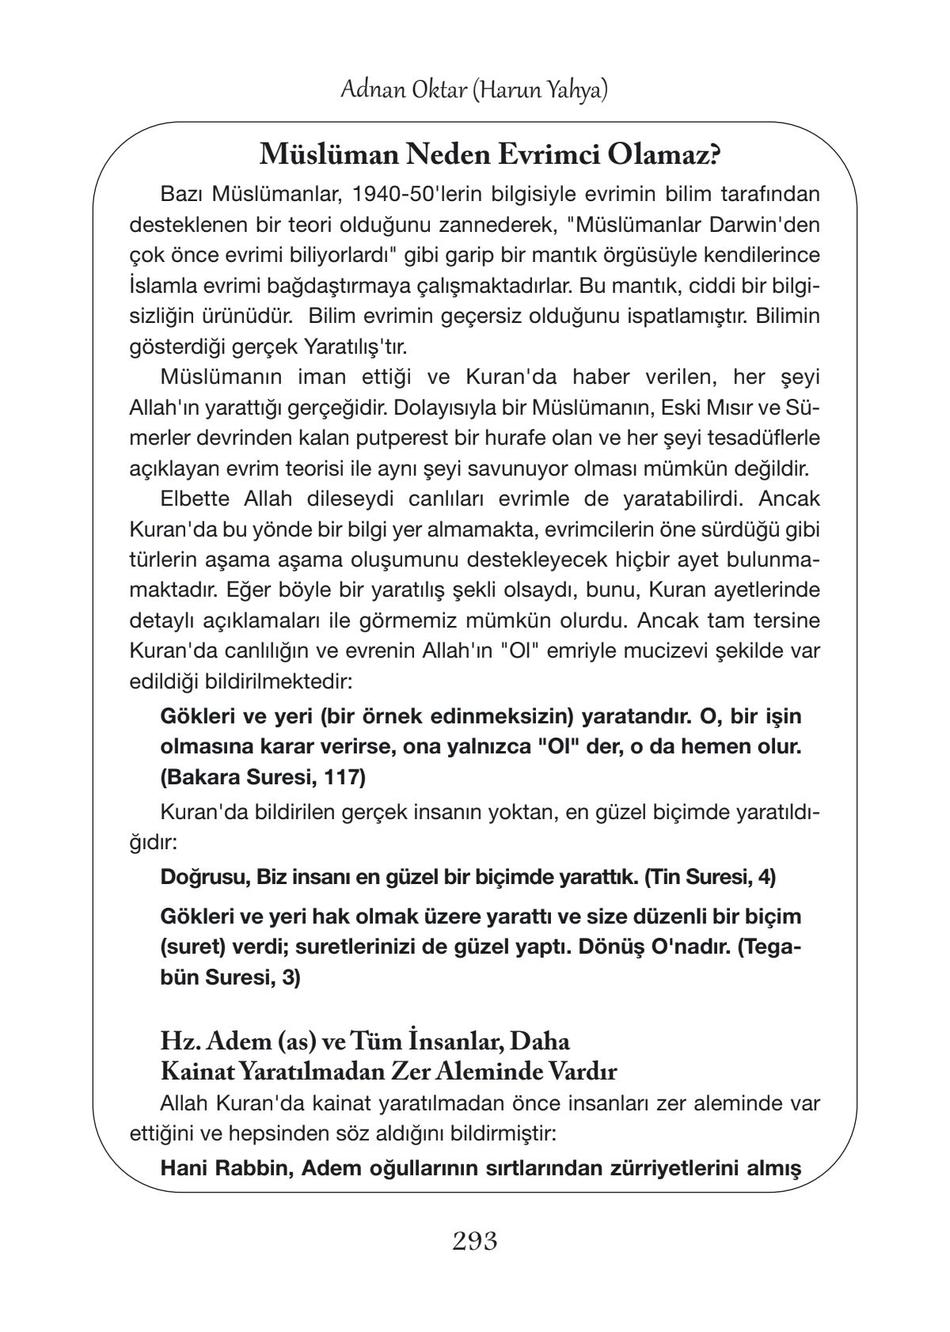 Adnan Oktar (Harun Yahya)
Müslüman Neden Evrimci Olamaz?
Bazı Müslümanlar, 1940-50'lerin bilgisiyle evrimin bilim tarafından
desteklenen bir teori olduğunu zannederek, "Müslümanlar Darwin'den
çok önce evrimi biliyorlardı" gibi garip bir mantık örgüsüyle kendilerince
İslamla evrimi bağdaştırmaya çalışmaktadırlar. Bu mantık, ciddi bir bilgi-
sizliğin ürünüdür. Bilim evrimin geçersiz olduğunu ispatlamıştır. Bilimin
gösterdiği gerçek Yaratılış'tır.
Müslümanın iman ettiği ve Kuran'da haber verilen, her şeyi
Allah'ın yarattığı gerçeğidir. Dolayısıyla bir Müslümanın, Eski Mısır ve Sü-
merler devrinden kalan putperest bir hurafe olan ve her şeyi tesadüflerle
açıklayan evrim teorisi ile aynı şeyi savunuyor olması mümkün değildir.
Elbette Allah dileseydi canlıları evrimle de yaratabilirdi. Ancak
Kuran'da bu yönde bir bilgi yer almamakta, evrimcilerin öne sürdüğü gibi
türlerin aşama aşama oluşumunu destekleyecek hiçbir ayet bulunma-
maktadır. Eğer böyle bir yaratılış şekli olsaydı, bunu, Kuran ayetlerinde
detaylı açıklamaları ile görmemiz mümkün olurdu. Ancak tam tersine
Kuran'da canlılığın ve evrenin Allah'ın "Ol" emriyle mucizevi şekilde var
edildiği bildirilmektedir:
Gökleri ve yeri (bir örnek edinmeksizin) yaratandır. O, bir işin
olmasına karar verirse, ona yalnızca "Ol" der, o da hemen olur.
(Bakara Suresi, 117)
Kuran'da bildirilen gerçek insanın yoktan, en güzel biçimde yaratıldı-
ğıdır:
Doğrusu, Biz insanı en güzel bir biçimde yarattık. (Tin Suresi, 4)
Gökleri ve yeri hak olmak üzere yarattı ve size düzenli bir biçim
(suret) verdi; suretlerinizi de güzel yaptı. Dönüş O'nadır. (Tega-
bün Suresi, 3)
Hz. Adem (as) ve Tüm İnsanlar, Daha
Kainat Yaratılmadan Zer Aleminde Vardır
Allah Kuran'da kainat yaratılmadan önce insanları zer aleminde var
ettiğini ve hepsinden söz aldığını bildirmiştir:
Hani Rabbin, Adem oğullarının sırtlarından zürriyetlerini almış
293